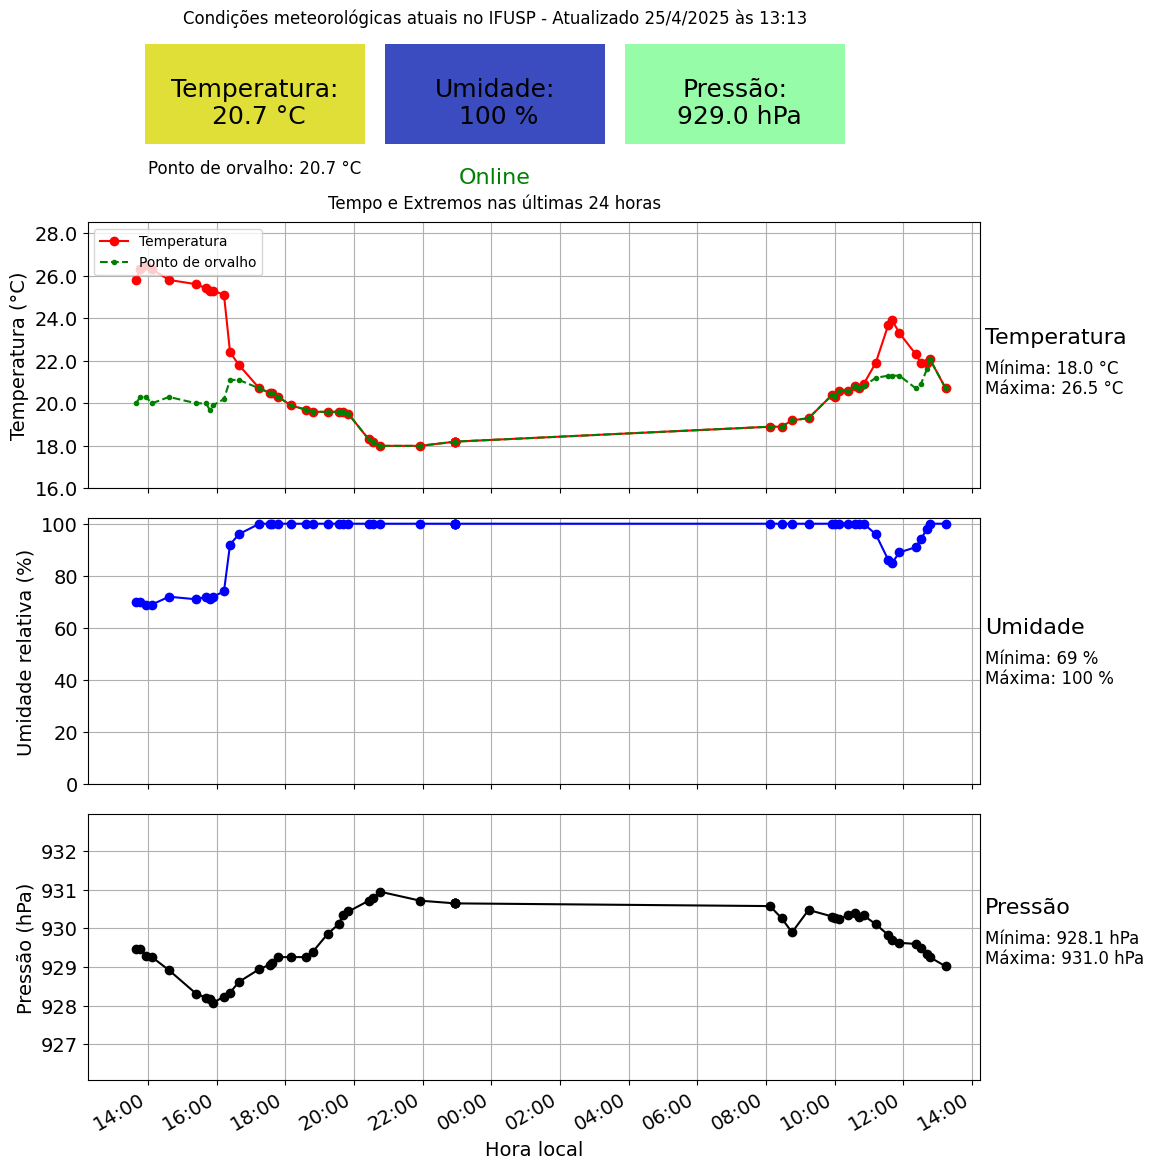 Condições meteorológicas atuais no IFUSP - Atualizado 25/4/2025 às 13:13
Temperatura:
20.7 °C
Umidade:
100 %
Pressão:
929.0 hPa
Ponto de orvalho: 20.7 °C
Online
Tempo e Extremos nas últimas 24 horas
Temperatura (°C)
28.0
26.0
24.0
22.0
20.0
18.0
16.0
Temperatura
Ponto de orvalho
Temperatura
Mínima: 18.0 °C
Máxima: 26.5 °C
Umidade relativa (%)
100
80
60
40
20
0
Umidade
Mínima: 69 %
Máxima: 100 %
Pressão (hPa)
932
931
930
929
928
927
Pressão
Mínima: 928.1 hPa
Máxima: 931.0 hPa
14:00 16:00 18:00 20:00 22:00 00:00 02:00 04:00 06:00 08:00 10:00 12:00 14:00
Hora local